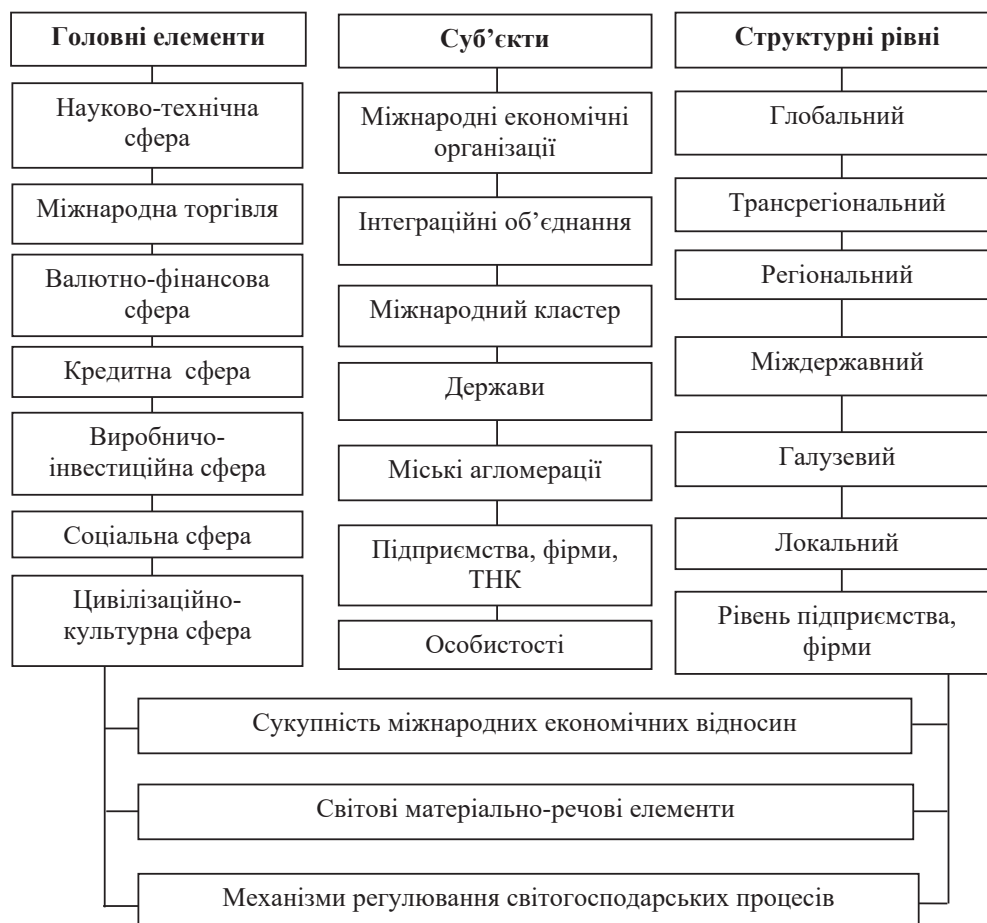 Головні елементи
Науково-технічна
сфера
Міжнародна торгівля
Валютно-фінансова
сфера
Кредитна сфера
Виробничо-
інвестиційна сфера
Соціальна сфера
Цивілізаційно-
культурна сфера
Суб’єкти
Міжнародні економічні
організації
Інтеграційні об’єднання
Міжнародний кластер
Держави
Міські агломерації
Підприємства, фірми,
ТНК
Особистості
Структурні рівні
Глобальний
Трансрегіональний
Регіональний
Міждержавний
Галузевий
Локальний
Рівень підприємства,
фірми
Сукупність міжнародних економічних відносин
Світові матеріально-речові елементи
Механізми регулювання світогосподарських процесів